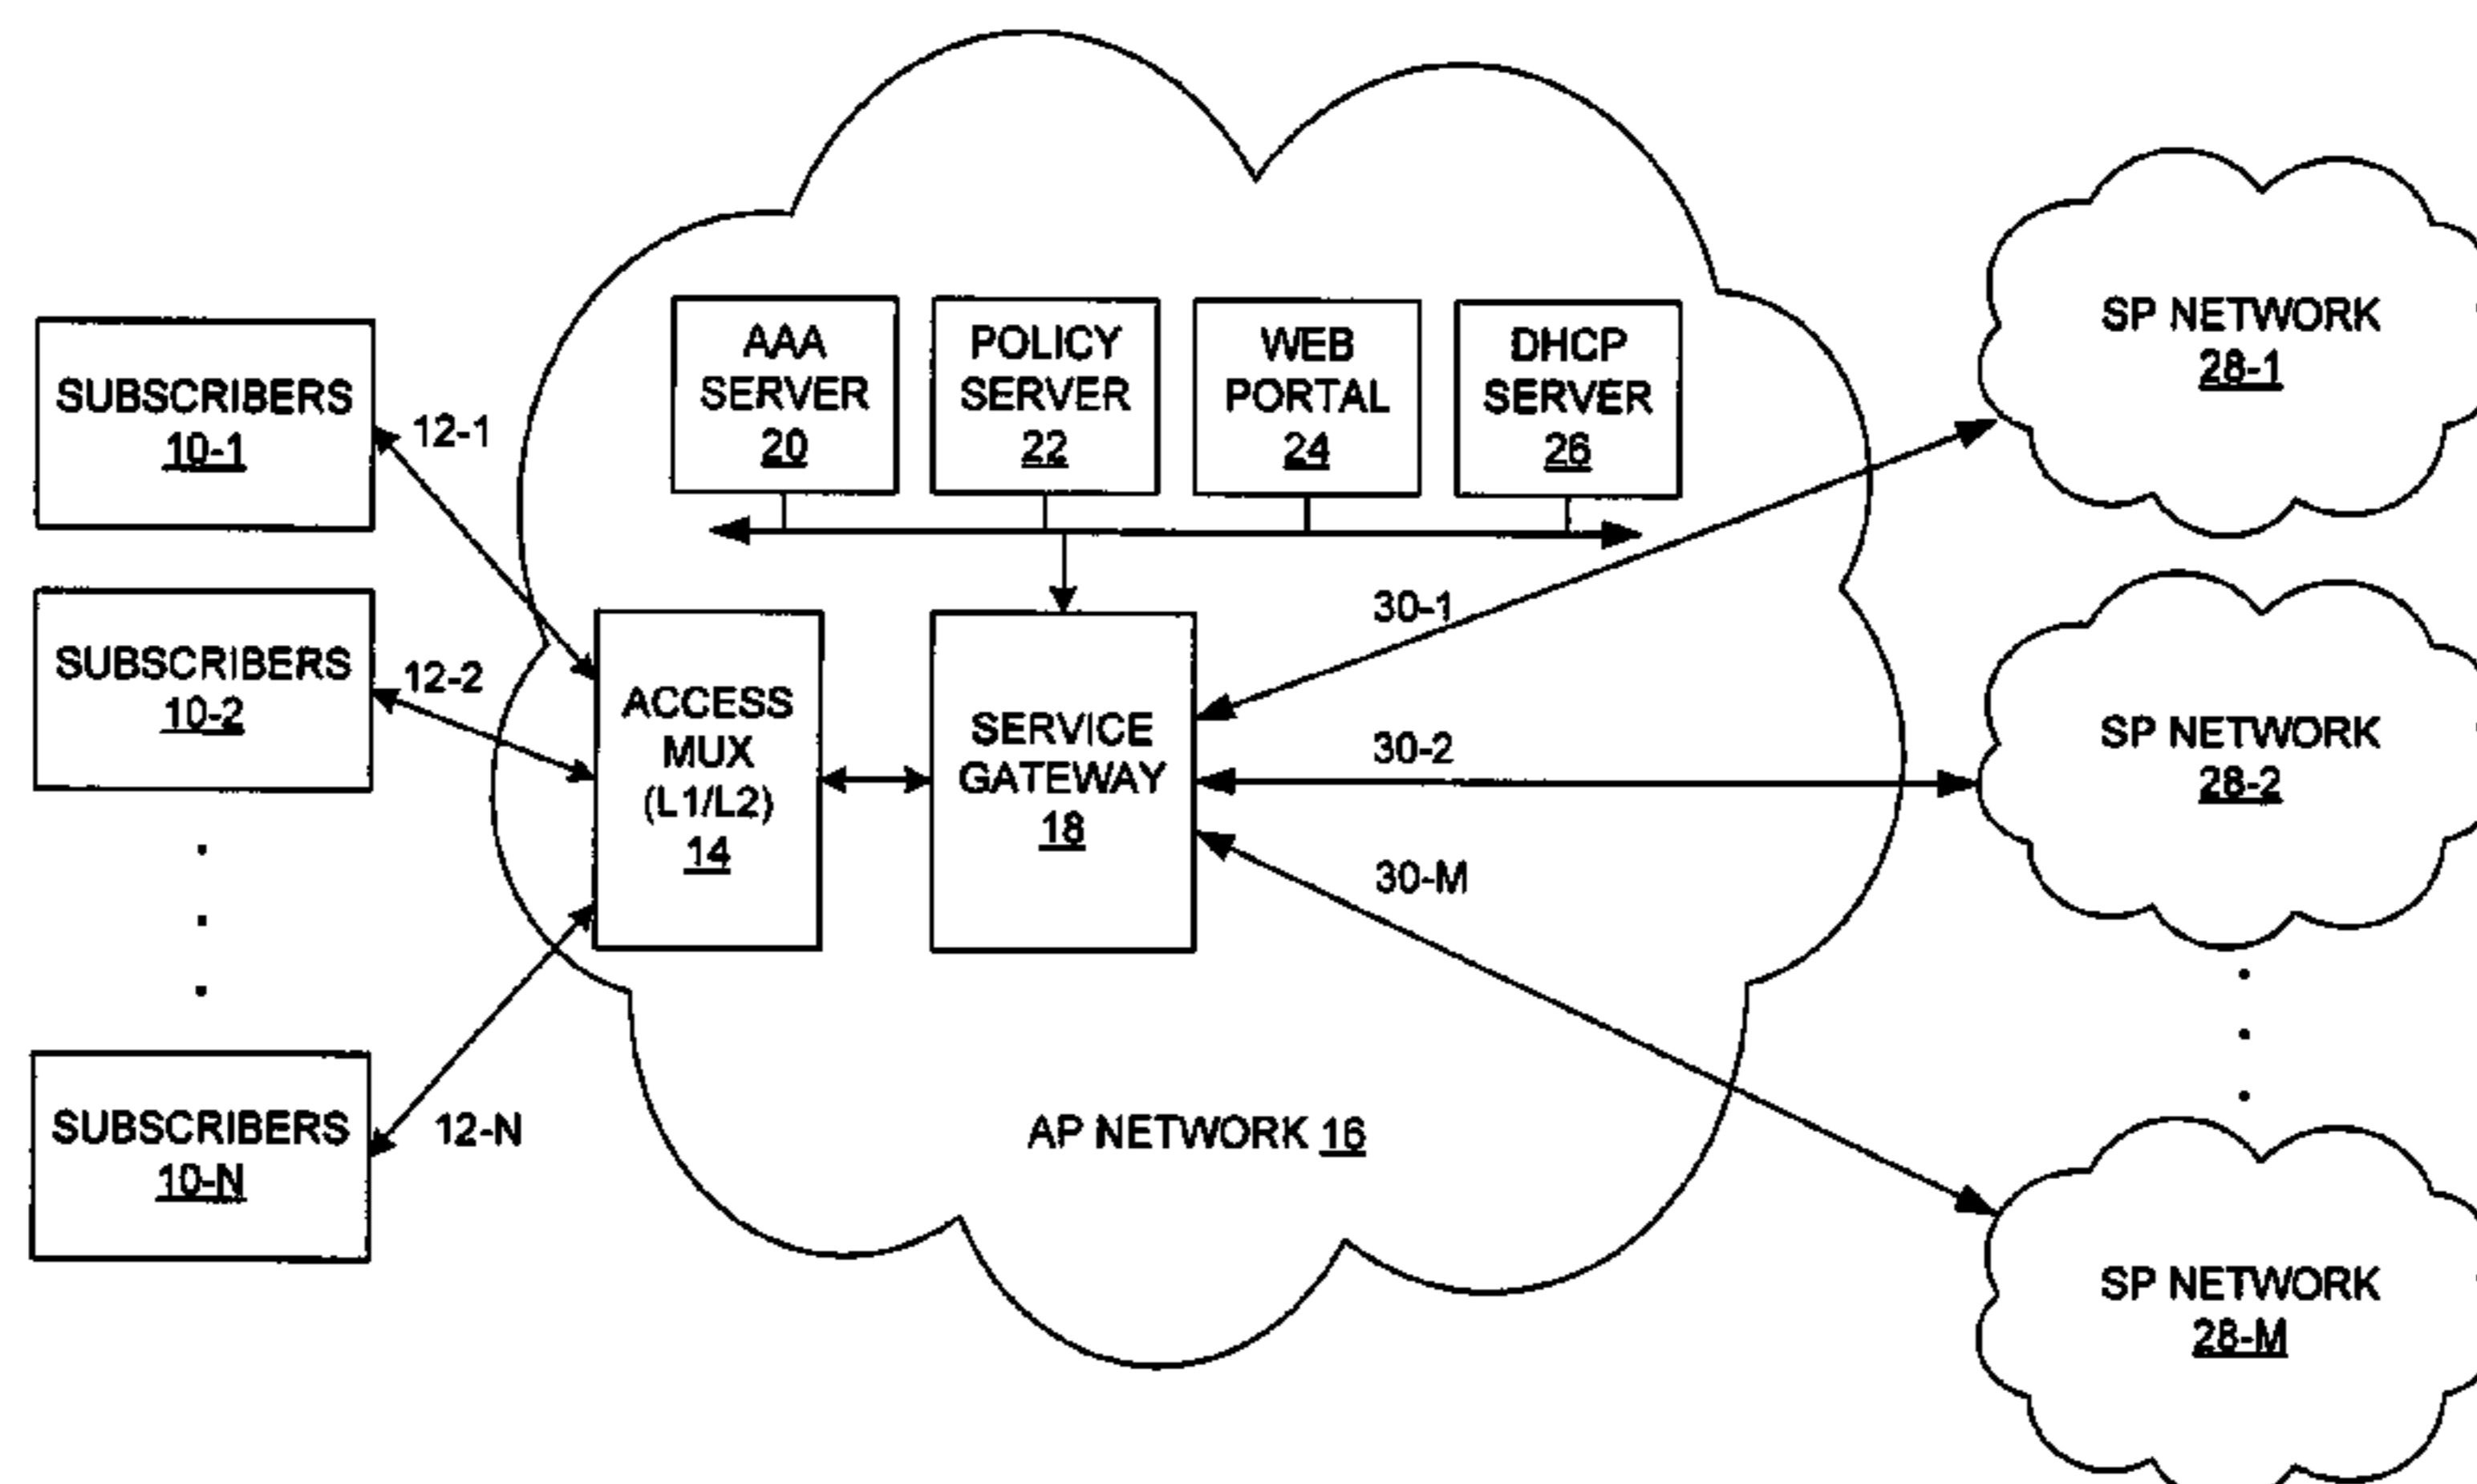 SUBSCRIBERS
10-1
12-1
SUBSCRIBERS
10-2
12-2
SUBSCRIBERS
10-N
12-N
AAA
SERVER
20
POLICY
SERVER
22
WEB
PORTAL
24
DHCP
SERVER
26
ACCESS
MUX
(L1/L2)
14
SERVICE
GATEWAY
18
30-1
30-2
30-M
AP NETWORK 16
SP NETWORK
28-1
SP NETWORK
28-2
SP NETWORK
28-M